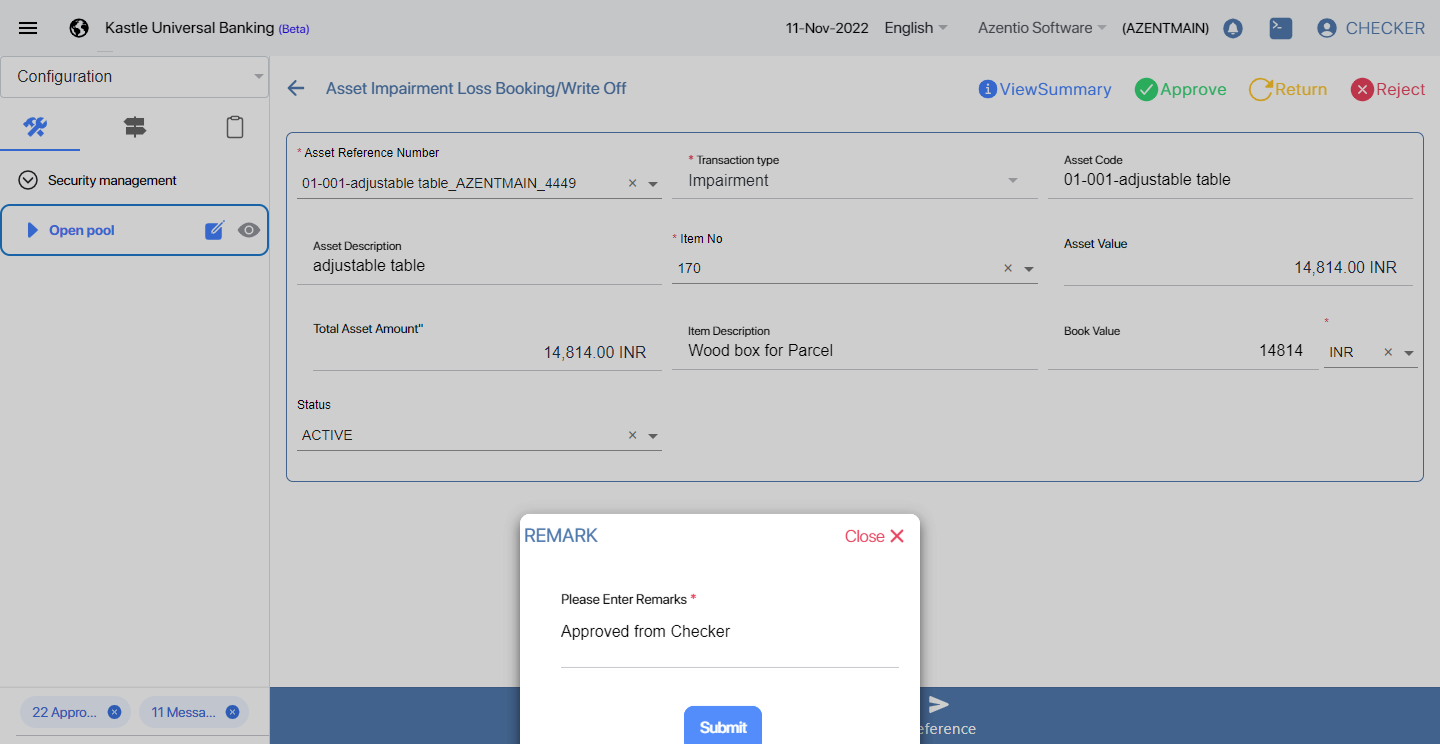 Kastle Universal Banking (Beta)
11-Nov-2022 English Azentio Software (AZENTMAIN) CHECKER
Configuration
Asset Impairment Loss Booking/Write Off
ViewSummary Approve Return Reject
Security management
Open pool
* Asset Reference Number
01-001-adjustable table_AZENTMAIN_4449 ×
* Transaction type
Impairment
Asset Code
01-001-adjustable table
Asset Description
adjustable table
* Item No
170 ×
Asset Value
14,814.00 INR
Total Asset Amount"
14,814.00 INR
Item Description
Wood box for Parcel
Book Value
14814
*
INR ×
Status
ACTIVE ×
REMARK
Close
Please Enter Remarks *
Approved from Checker
Submit
22 Appro...
11 Messa...
eference